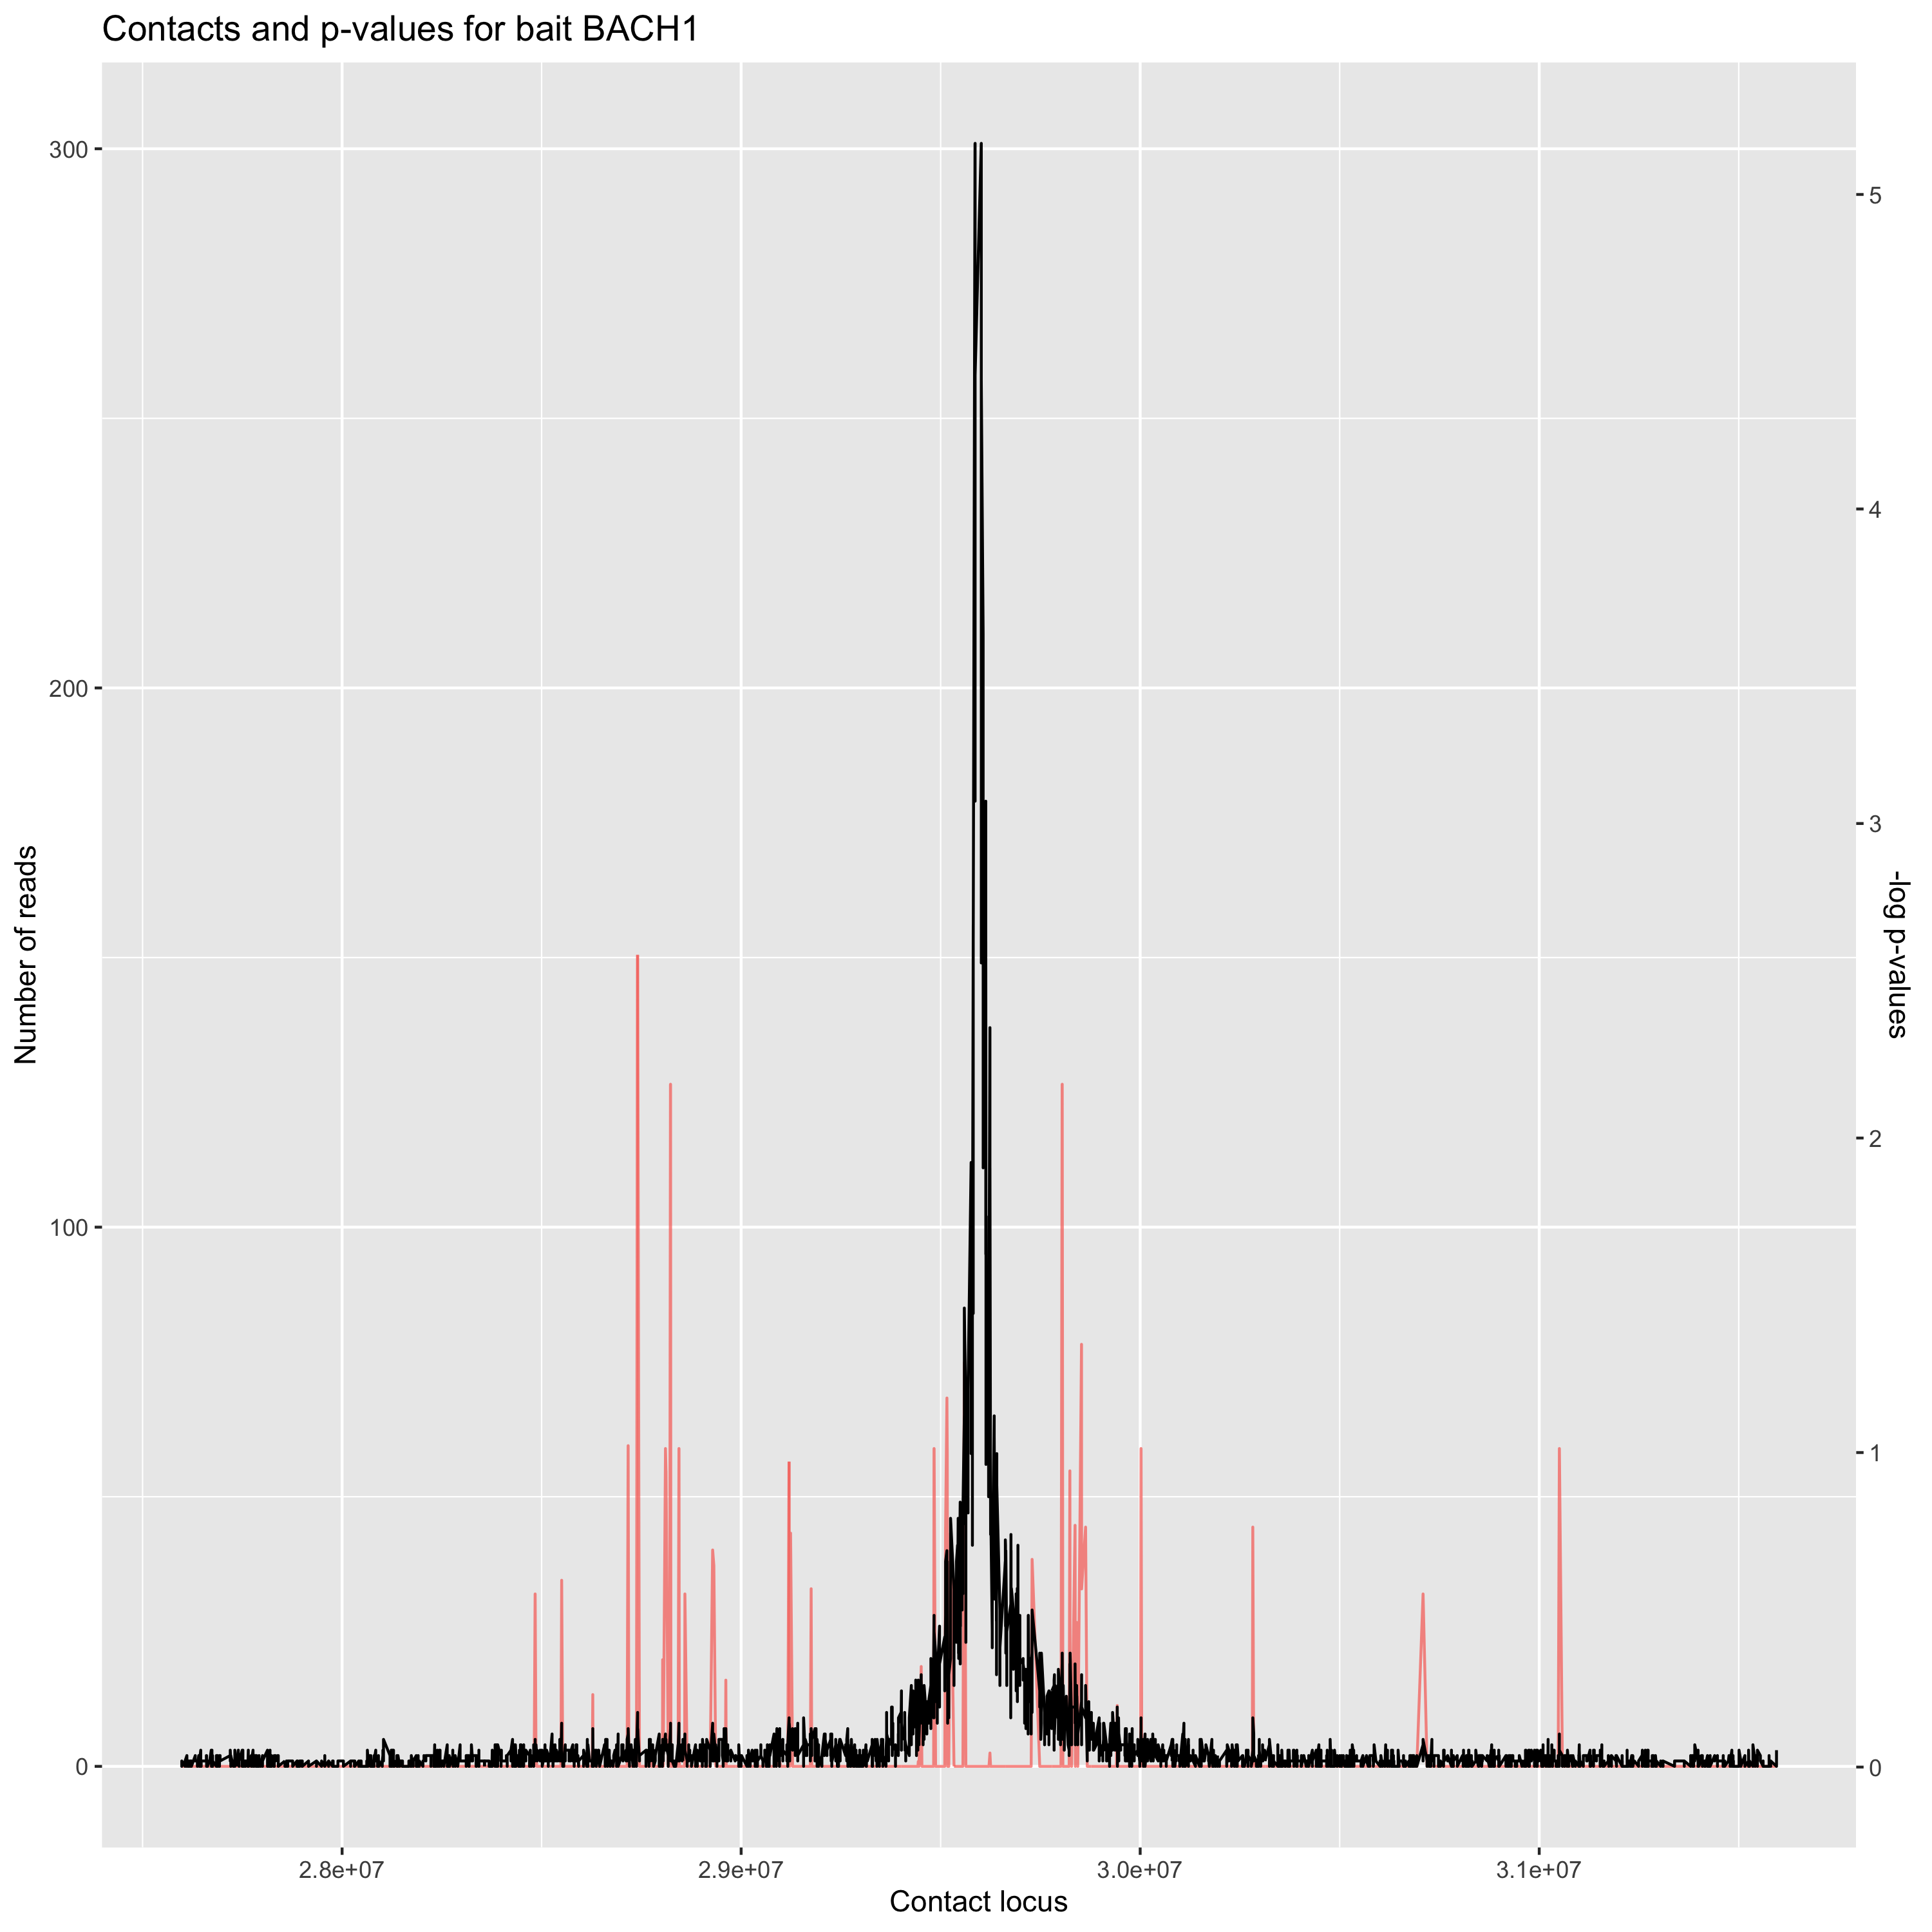 Contacts and p-values for bait BACH1
300
200
100
0
Number of reads
5
4
3
2
1
0
-log p-values
2.8e+07
2.9e+07
3.0e+07
3.1e+07
Contact locus